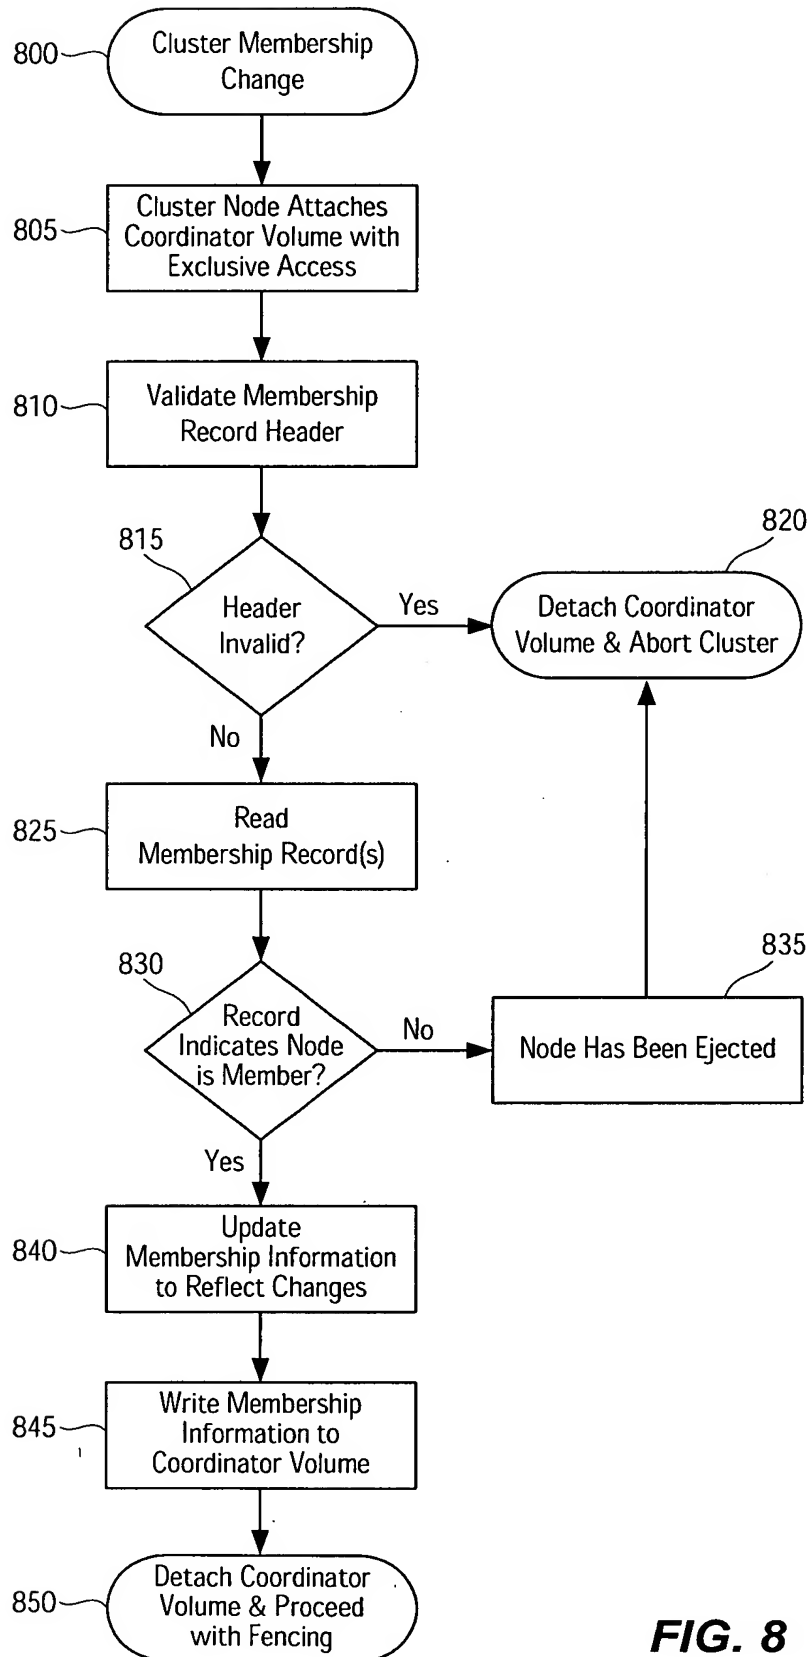 800
Cluster Membership
Change
805
Cluster Node Attaches
Coordinator Volume with
Exclusive Access
810
Validate Membership
Record Header
815
Header
Invalid?
Yes
820
Detach Coordinator
Volume & Abort Cluster
No
825
Read
Membership Record(s)
830
Record
Indicates Node
is Member?
No
835
Node Has Been Ejected
Yes
840
Update
Membership Information
to Reflect Changes
845
Write Membership
Information to
Coordinator Volume
850
Detach Coordinator
Volume & Proceed
with Fencing
FIG. 8